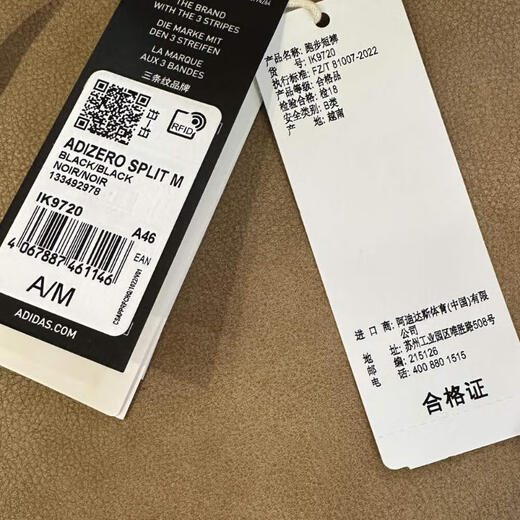 THE BRAND
WITH THE 3 STRIPES
DIE MARKE MIT
DEN 3 STREIFEN
LA MARQUE
AUX 3 BANDES
三条纹品牌
RFID
ADIZERO SPLIT M
BLACK/BLACK
NOIR/NOIR
133492978
IK9720
A46
4 067887 461146
EAN
A/M
ADIDAS.COM
产品名称: 跑步短裤
货 号: IK9720
执行标准: FZ/T 81007-2022
产品等级: 合格品
检验合格: 检18
安全类别: B类
产 地: 越南
进 口 商: 阿迪达斯体育(中国)有限
公司
地 址: 苏州工业园区唯胜路508号
邮 编: 215126
电 话: 400 880 1515
合格证